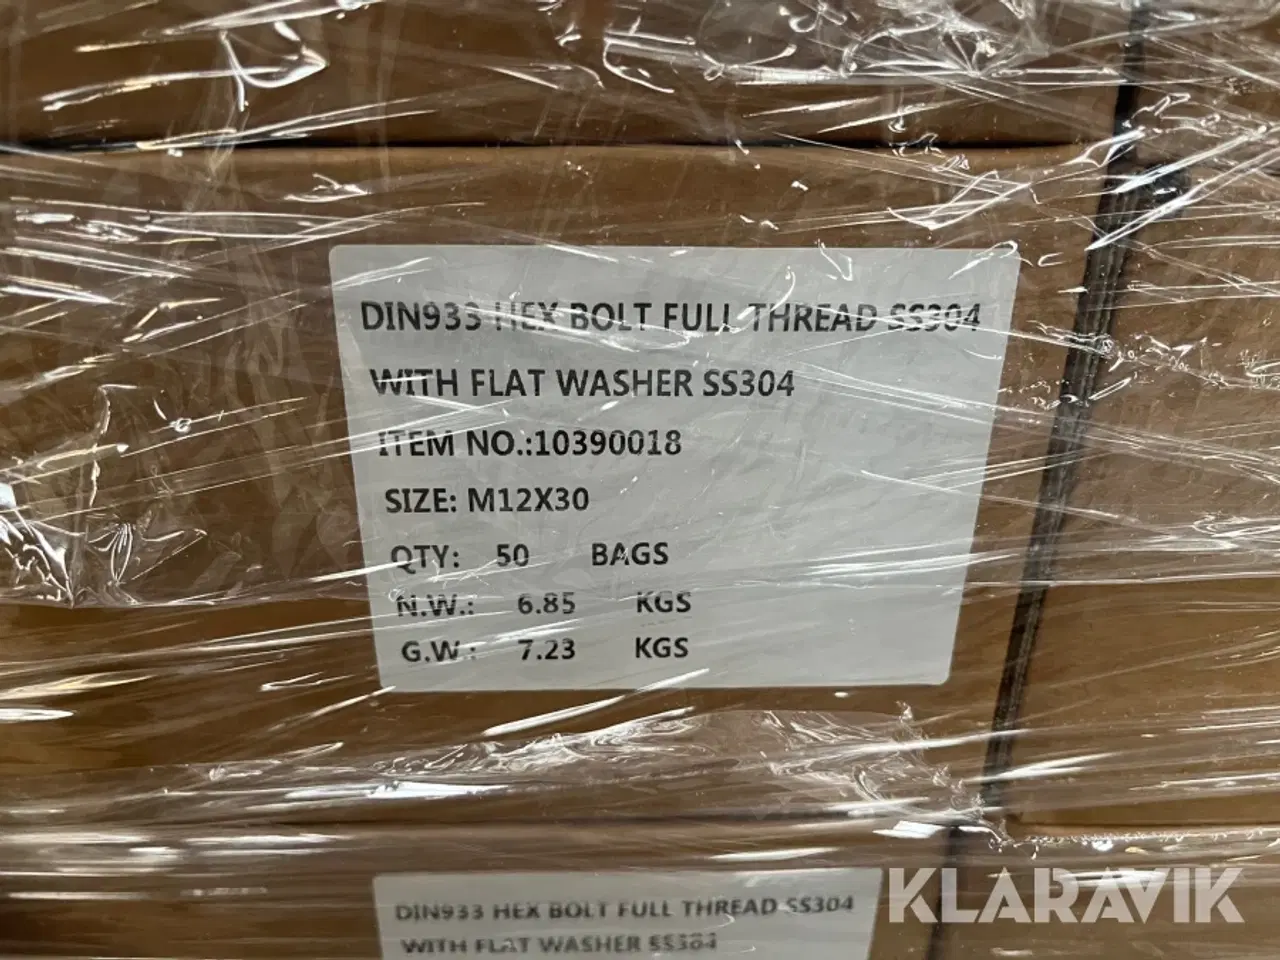 DIN933 HEX BOLT FULL THREAD SS304
WITH FLAT WASHER SS304
ITEM NO.:10390018
SIZE: M12X30
QTY: 50 BAGS
N.W.: 6.85 KGS
G.W.: 7.23 KGS
DIN933 HEX BOLT FULL THREAD SS304
WITH FLAT WASHER SS304
KLARAVIK